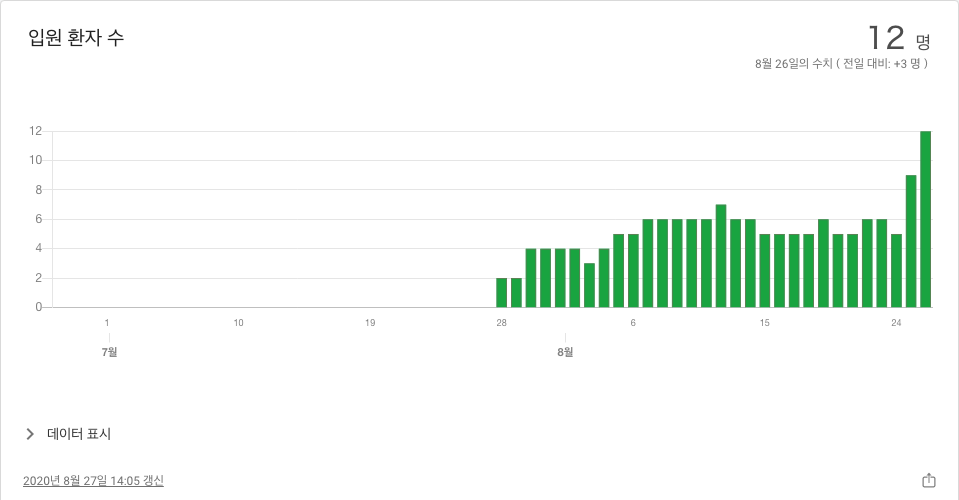 입원 환자 수
12 명
8월 26일의 수치 ( 전일 대비: +3 명 )
12
10
8
6
4
2
0
1 10 19 28 6 15 24
7월 8월
데이터 표시
2020년 8월 27일 14:05 갱신